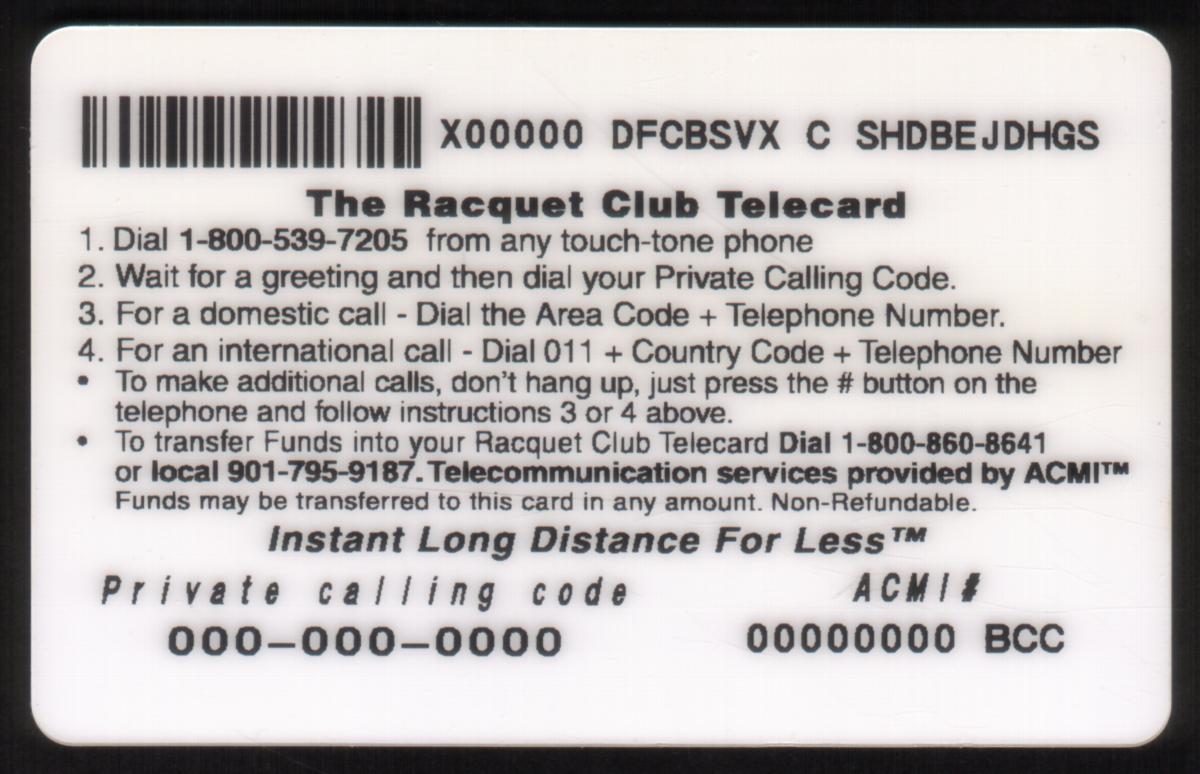 X00000 DFCBSVX C SHDBEJDHGS
The Racquet Club Telecard
1. Dial 1-800-539-7205 from any touch-tone phone
2. Wait for a greeting and then dial your Private Calling Code.
3. For a domestic call - Dial the Area Code + Telephone Number.
4. For an international call - Dial 011 + Country Code + Telephone Number
• To make additional calls, don't hang up, just press the # button on the
telephone and follow instructions 3 or 4 above.
• To transfer Funds into your Racquet Club Telecard Dial 1-800-860-8641
or local 901-795-9187. Telecommunication services provided by ACMI™
Funds may be transferred to this card in any amount. Non-Refundable.
Instant Long Distance For Less™
Private calling code ACMI#
000-000-0000 00000000 BCC